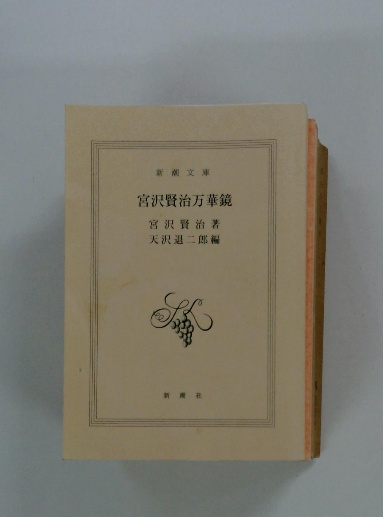 新潮文庫
宮沢賢治万華鏡
宮沢賢治著
天沢退二郎編
新潮社